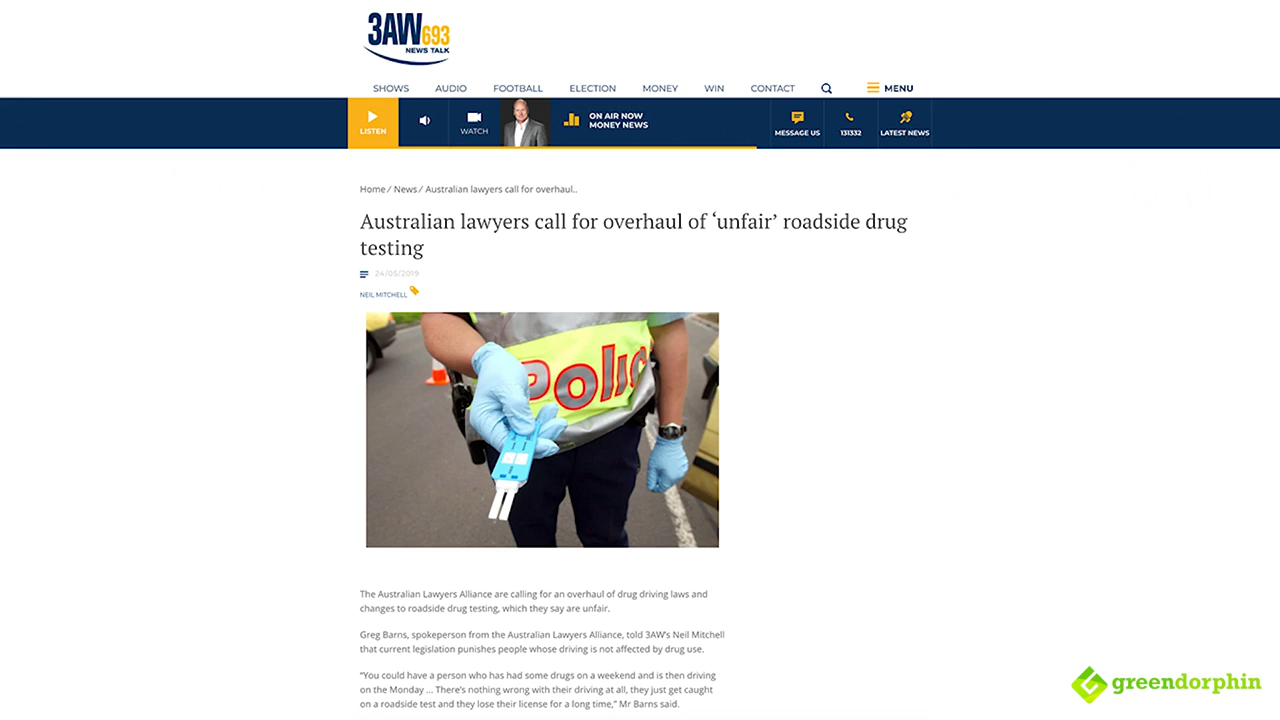 3AW693
NEWS TALK
SHOWS AUDIO FOOTBALL ELECTION MONEY WIN CONTACT MENU
LISTEN
WATCH
ON AIR NOW
MONEY NEWS
MESSAGE US
131332
LATEST NEWS
Home / News / Australian lawyers call for overhaul..
Australian lawyers call for overhaul of ‘unfair’ roadside drug
testing
24/05/2019
NEIL MITCHELL
Polic
The Australian Lawyers Alliance are calling for an overhaul of drug driving laws and
changes to roadside drug testing, which they say are unfair.
Greg Barns, spokeperson from the Australian Lawyers Alliance, told 3AW’s Neil Mitchell
that current legislation punishes people whose driving is not affected by drug use.
“You could have a person who has had some drugs on a weekend and is then driving
on the Monday … There’s nothing wrong with their driving at all, they just get caught
on a roadside test and they lose their license for a long time,” Mr Barns said.
greendorphin